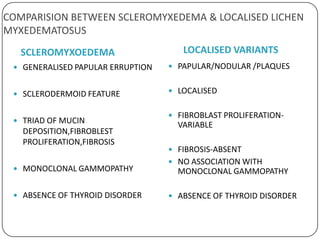 COMPARISION BETWEEN SCLEROMYXEDEMA & LOCALISED LICHEN
MYXEDEMATOSUS
SCLEROMYXOEDEMA
GENERALISED PAPULAR ERRUPTION
SCLERODERMOID FEATURE
TRIAD OF MUCIN
DEPOSITION,FIBROBLEST
PROLIFERATION,FIBROSIS
MONOCLONAL GAMMOPATHY
ABSENCE OF THYROID DISORDER
LOCALISED VARIANTS
PAPULAR/NODULAR /PLAQUES
LOCALISED
FIBROBLAST PROLIFERATION-
VARIABLE
FIBROSIS-ABSENT
NO ASSOCIATION WITH
MONOCLONAL GAMMOPATHY
ABSENCE OF THYROID DISORDER